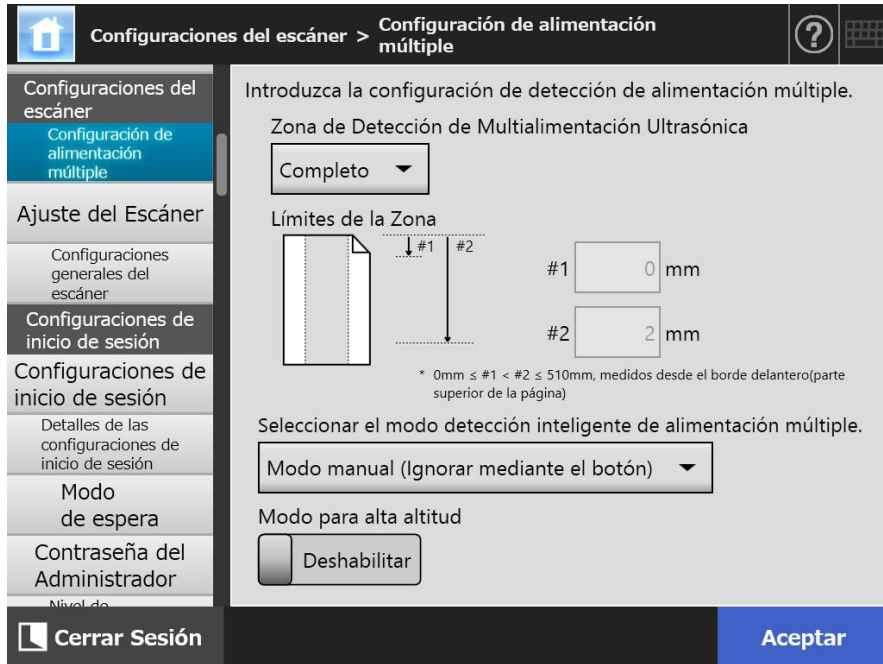 Configuraciones del escáner > Configuración de alimentación
múltiple
?
Configuraciones del
escáner
Configuración de
alimentación
múltiple
Ajuste del Escáner
Configuraciones
generales del
escáner
Configuraciones de
inicio de sesión
Configuraciones de
inicio de sesión
Detalles de las
configuraciones de
inicio de sesión
Modo
de espera
Contraseña del
Administrador
Nivel de
Introduzca la configuración de detección de alimentación múltiple.
Zona de Detección de Multialimentación Ultrasónica
Completo
Límites de la Zona
#1 #2
#1 0 mm
#2 2 mm
* 0mm ≤ #1 < #2 ≤ 510mm, medidos desde el borde delantero(parte
superior de la página)
Seleccionar el modo detección inteligente de alimentación múltiple.
Modo manual (Ignorar mediante el botón)
Modo para alta altitud
Deshabilitar
Cerrar Sesión
Aceptar